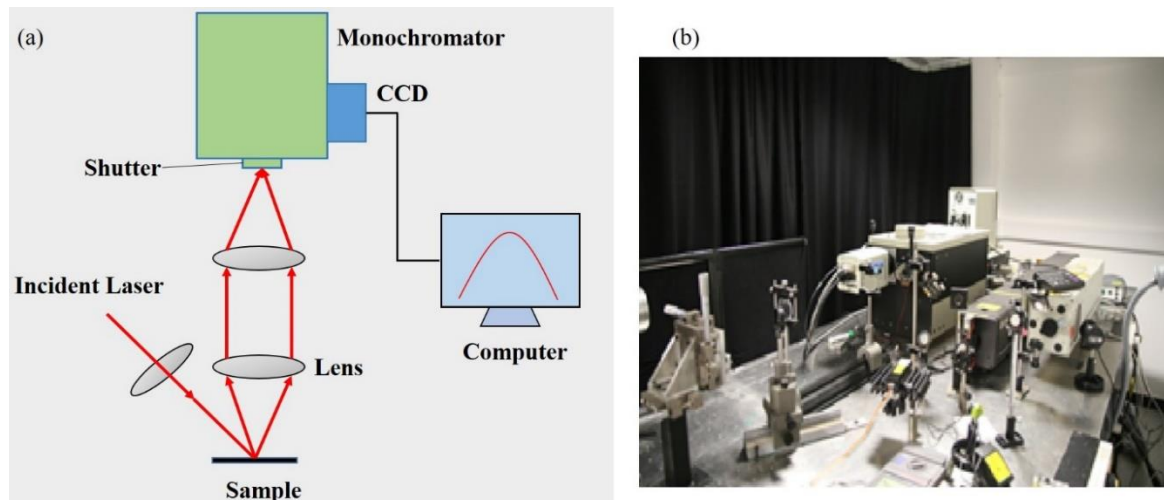 (a)
Monochromator
CCD
Shutter
Incident Laser
Lens
Computer
Sample
(b)